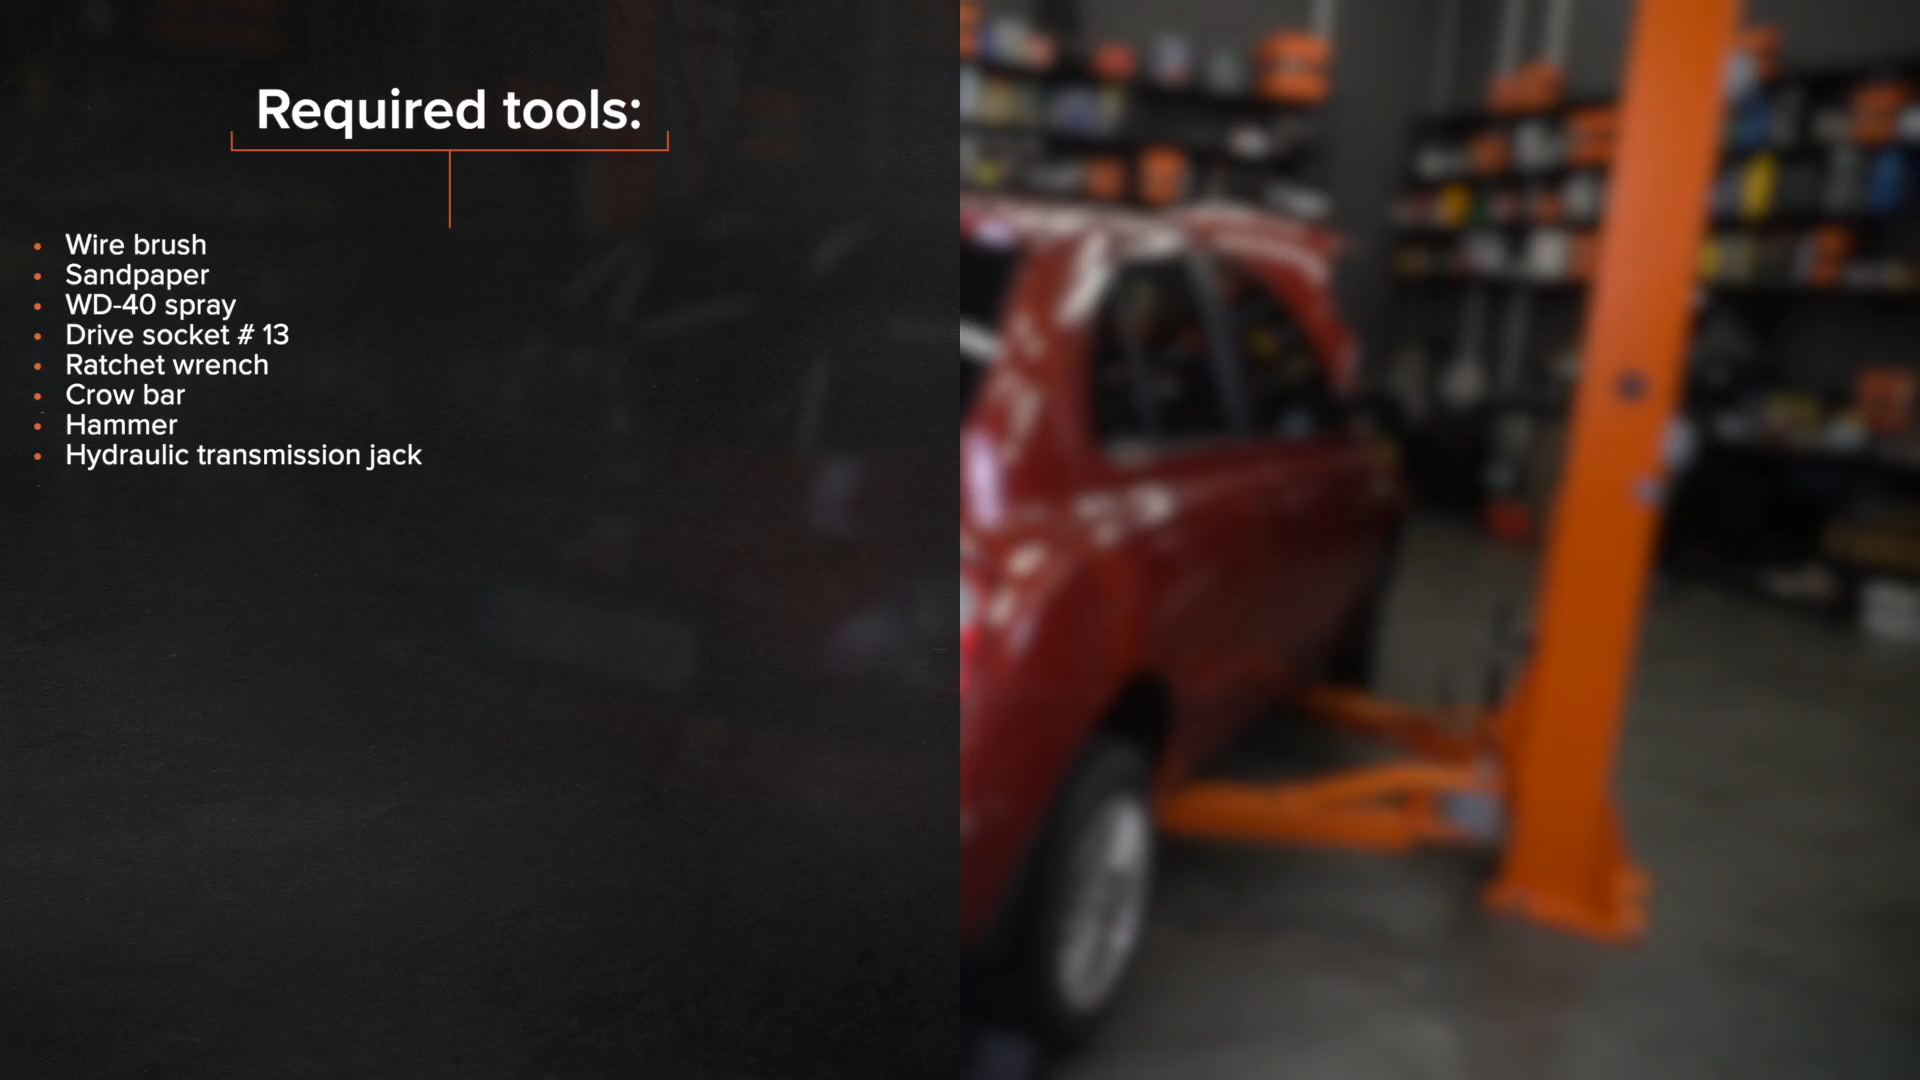 Required tools:
Wire brush
Sandpaper
WD-40 spray
Drive socket # 13
Ratchet wrench
Crow bar
Hammer
Hydraulic transmission jack